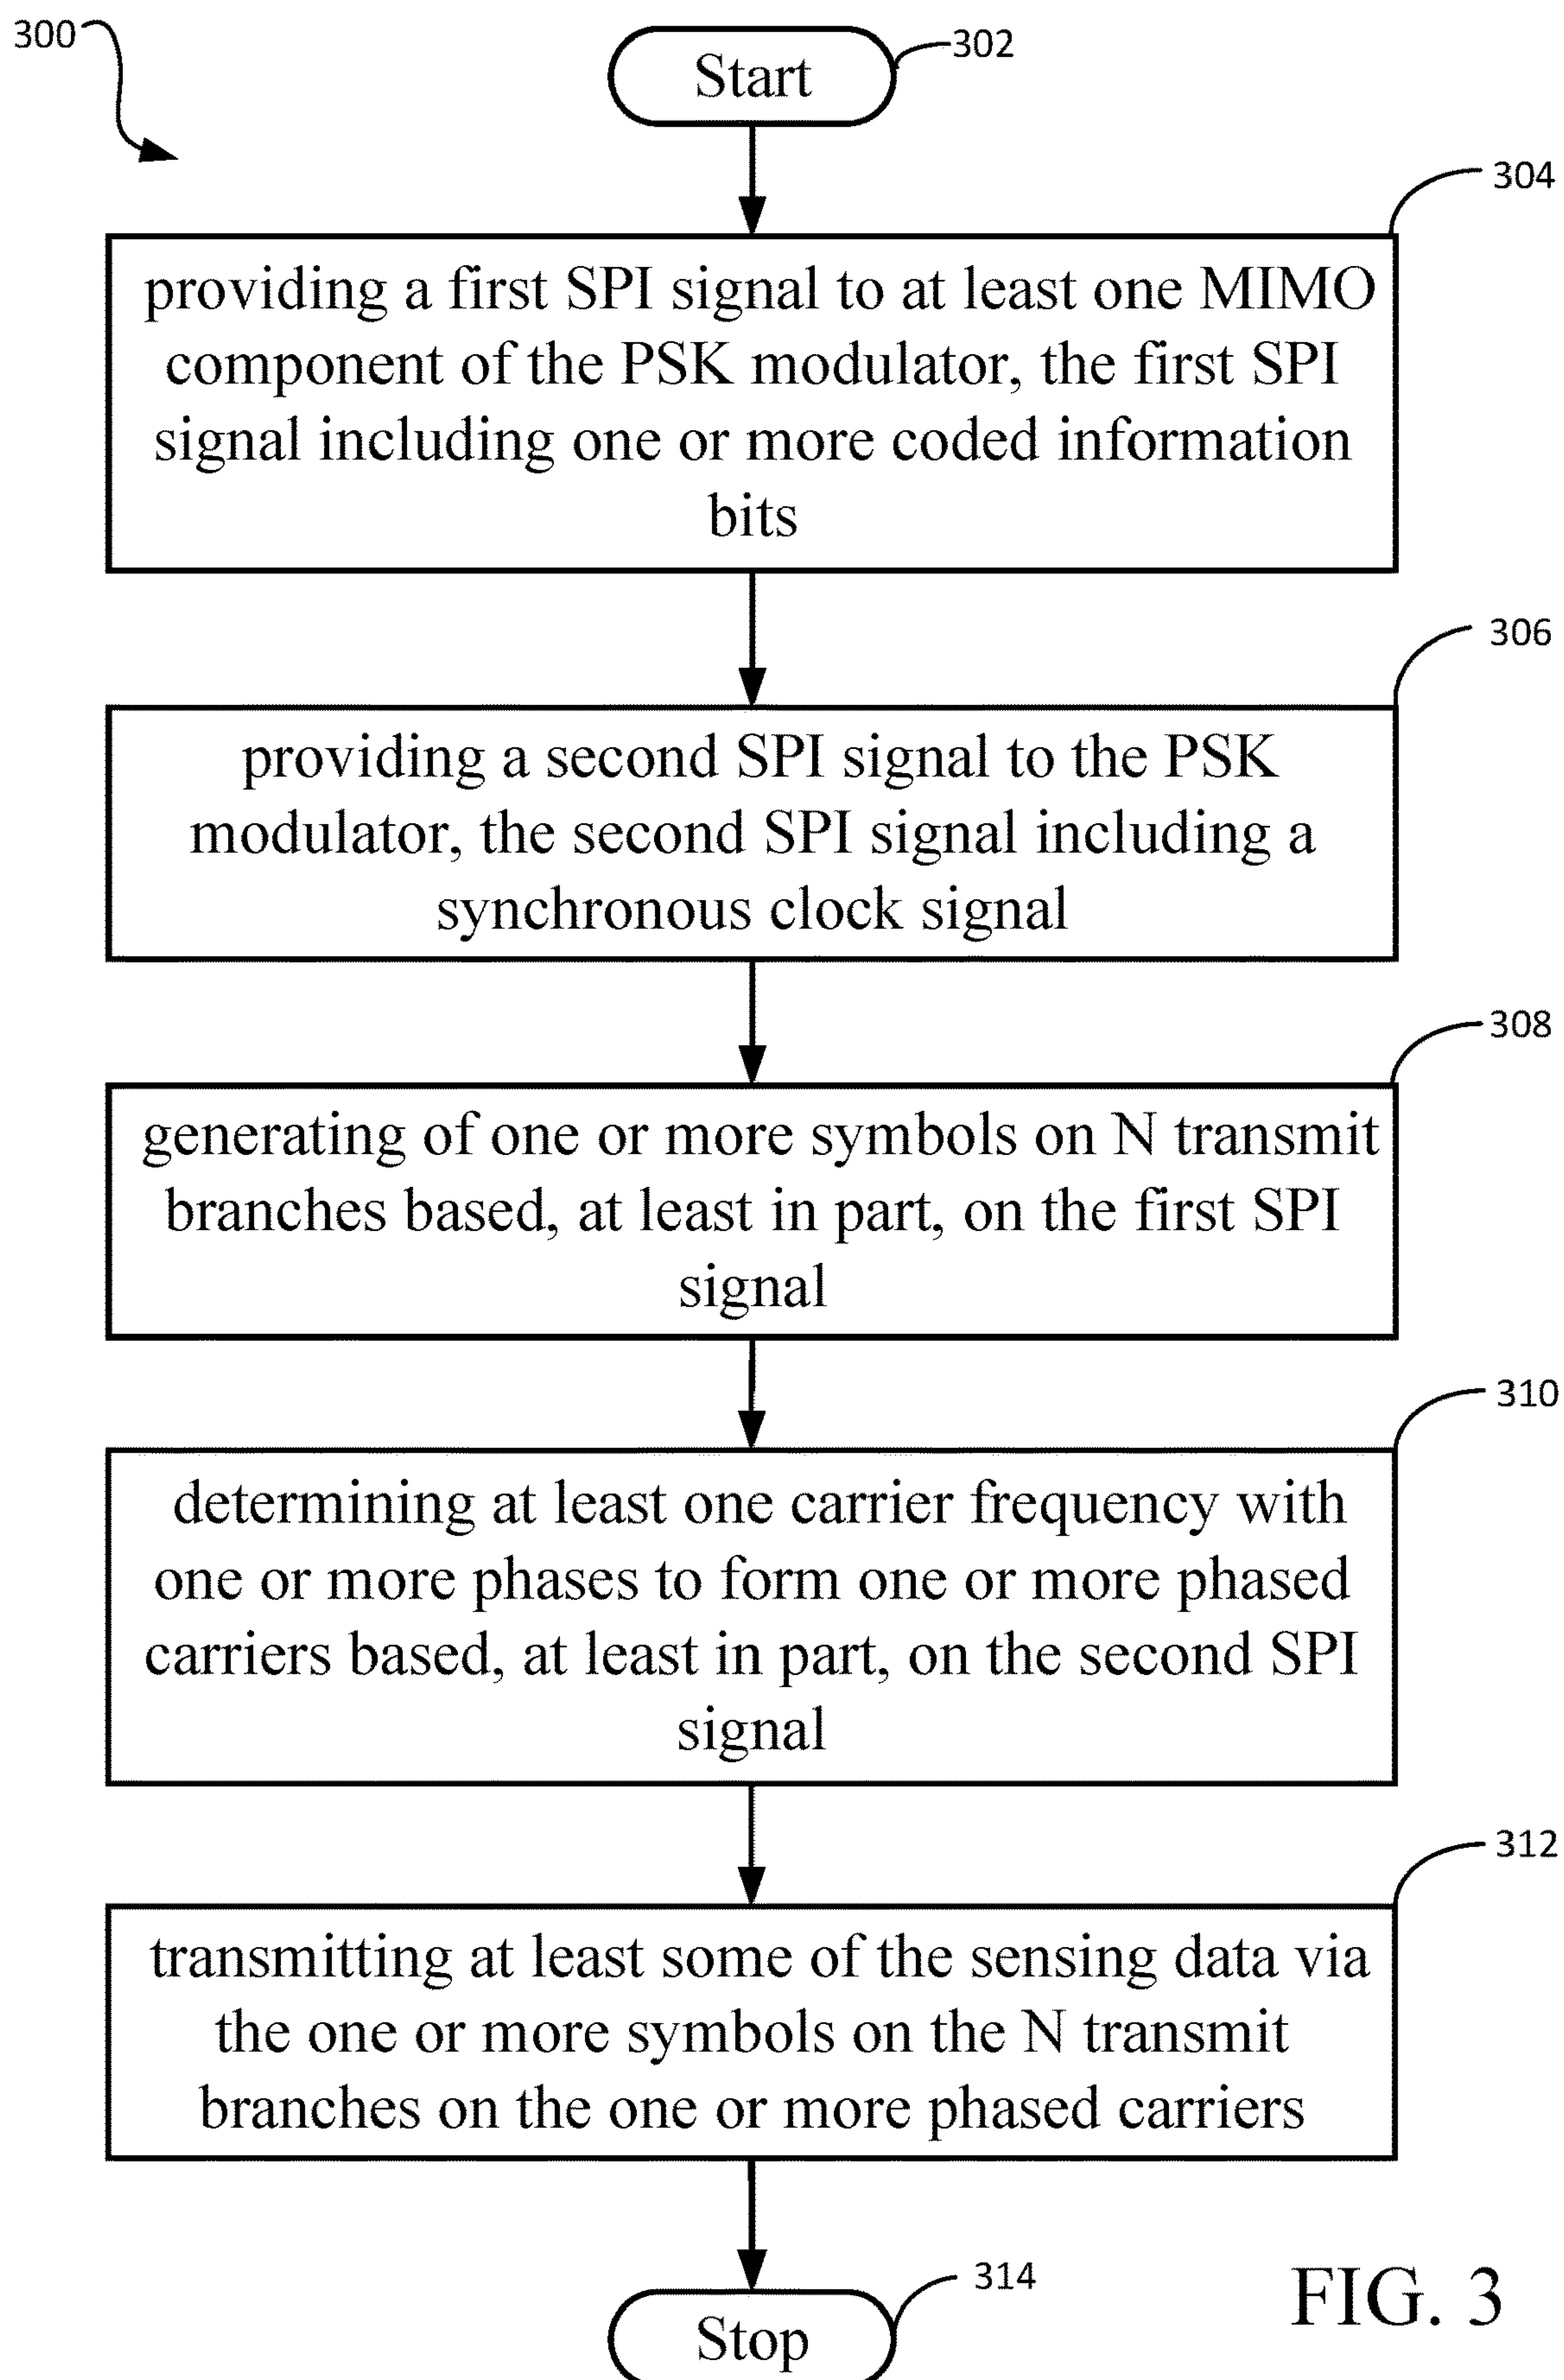 300
Start
302
304
providing a first SPI signal to at least one MIMO
component of the PSK modulator, the first SPI
signal including one or more coded information
bits
306
providing a second SPI signal to the PSK
modulator, the second SPI signal including a
synchronous clock signal
308
generating of one or more symbols on N transmit
branches based, at least in part, on the first SPI
signal
310
determining at least one carrier frequency with
one or more phases to form one or more phased
carriers based, at least in part, on the second SPI
signal
312
transmitting at least some of the sensing data via
the one or more symbols on the N transmit
branches on the one or more phased carriers
314
Stop
FIG. 3